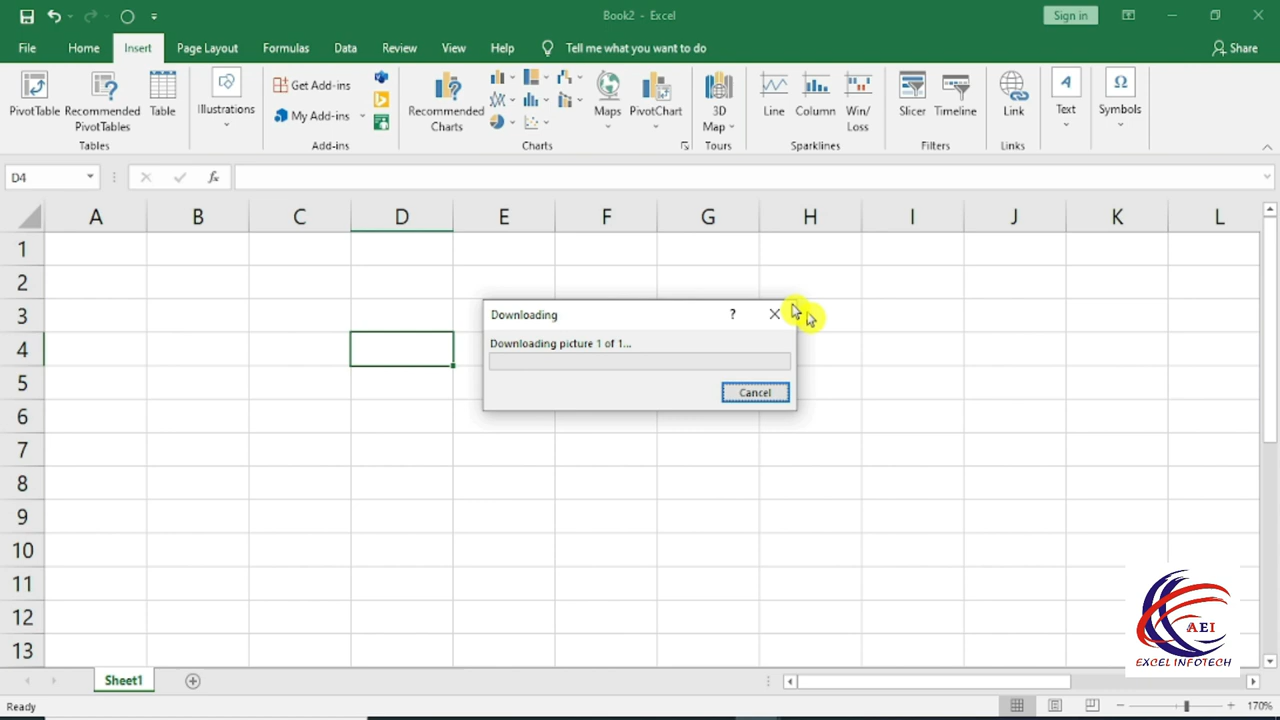 Book2 - Excel
Sign in
File Home Insert Page Layout Formulas Data Review View Help Tell me what you want to do Share
PivotTable Recommended PivotTables Table Illustrations Get Add-ins My Add-ins Recommended Charts Maps PivotChart 3D Map Line Column Win/Loss Slicer Timeline Link Text Symbols
Tables Add-ins Charts Tours Sparklines Filters Links
D4 fx
A B C D E F G H I J K L
1
2
3
4
5
6
7
8
9
10
11
12
13
Downloading ?
Downloading picture 1 of 1...
Cancel
AEI
EXCEL INFOTECH
Sheet1
Ready 170%